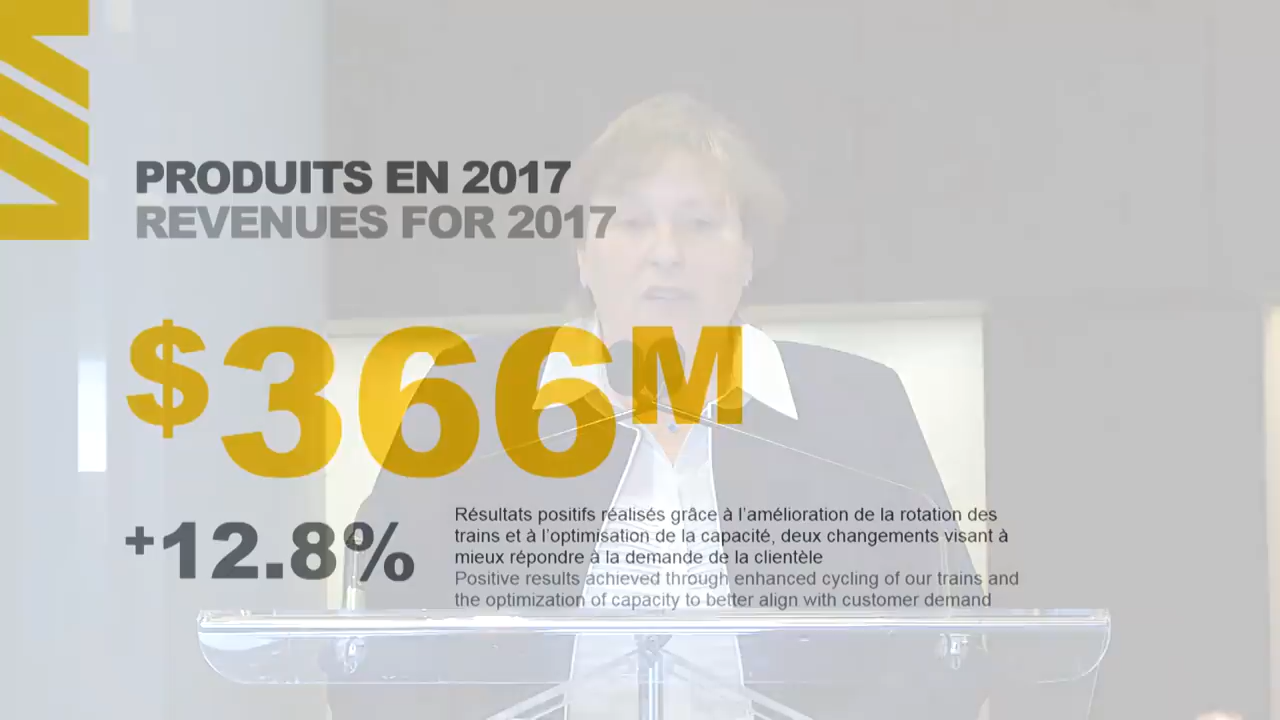 PRODUITS EN 2017
REVENUES FOR 2017
$366M
+12.8%
Résultats positifs réalisés grâce à l'amélioration de la rotation des
trains et à l'optimisation de la capacité, deux changements visant à
mieux répondre à la demande de la clientèle
Positive results achieved through enhanced cycling of our trains and
the optimization of capacity to better align with customer demand